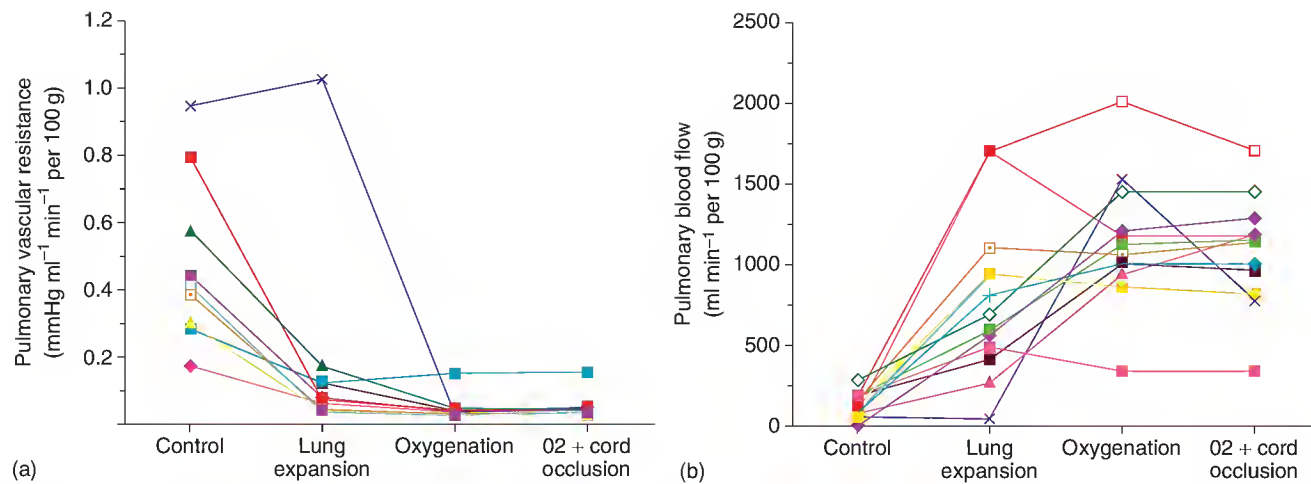 Pulmonary vascular resistance
(mmHg ml⁻¹ min⁻¹ per 100 g)
1.2
1.0
0.8
0.6
0.4
0.2
Control
Lung
expansion
Oxygenation
02 + cord
occlusion
(a)
Pulmonary blood flow
(ml min⁻¹ per 100 g)
2500
2000
1500
1000
500
0
Control
Lung
expansion
Oxygenation
02 + cord
occlusion
(b)